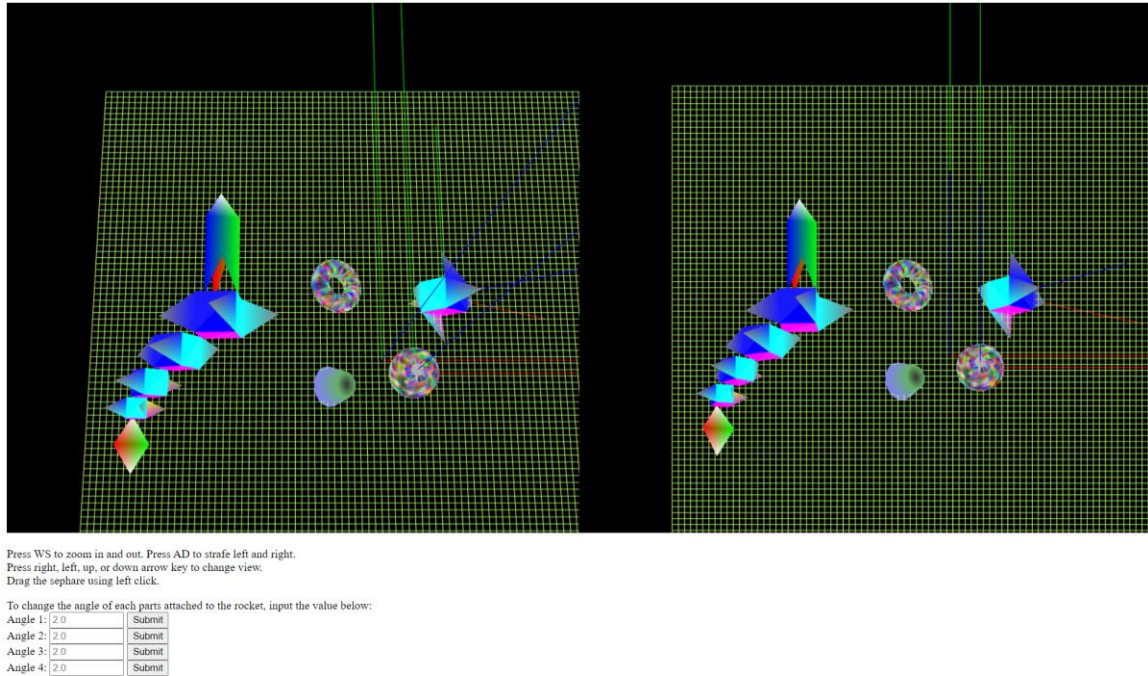 Press WS to zoom in and out. Press AD to strafe left and right.
Press right, left, up, or down arrow key to change view.
Drag the sephare using left click.
To change the angle of each parts attached to the rocket, input the value below:
Angle 1: 2.0 Submit
Angle 2: 2.0 Submit
Angle 3: 2.0 Submit
Angle 4: 2.0 Submit